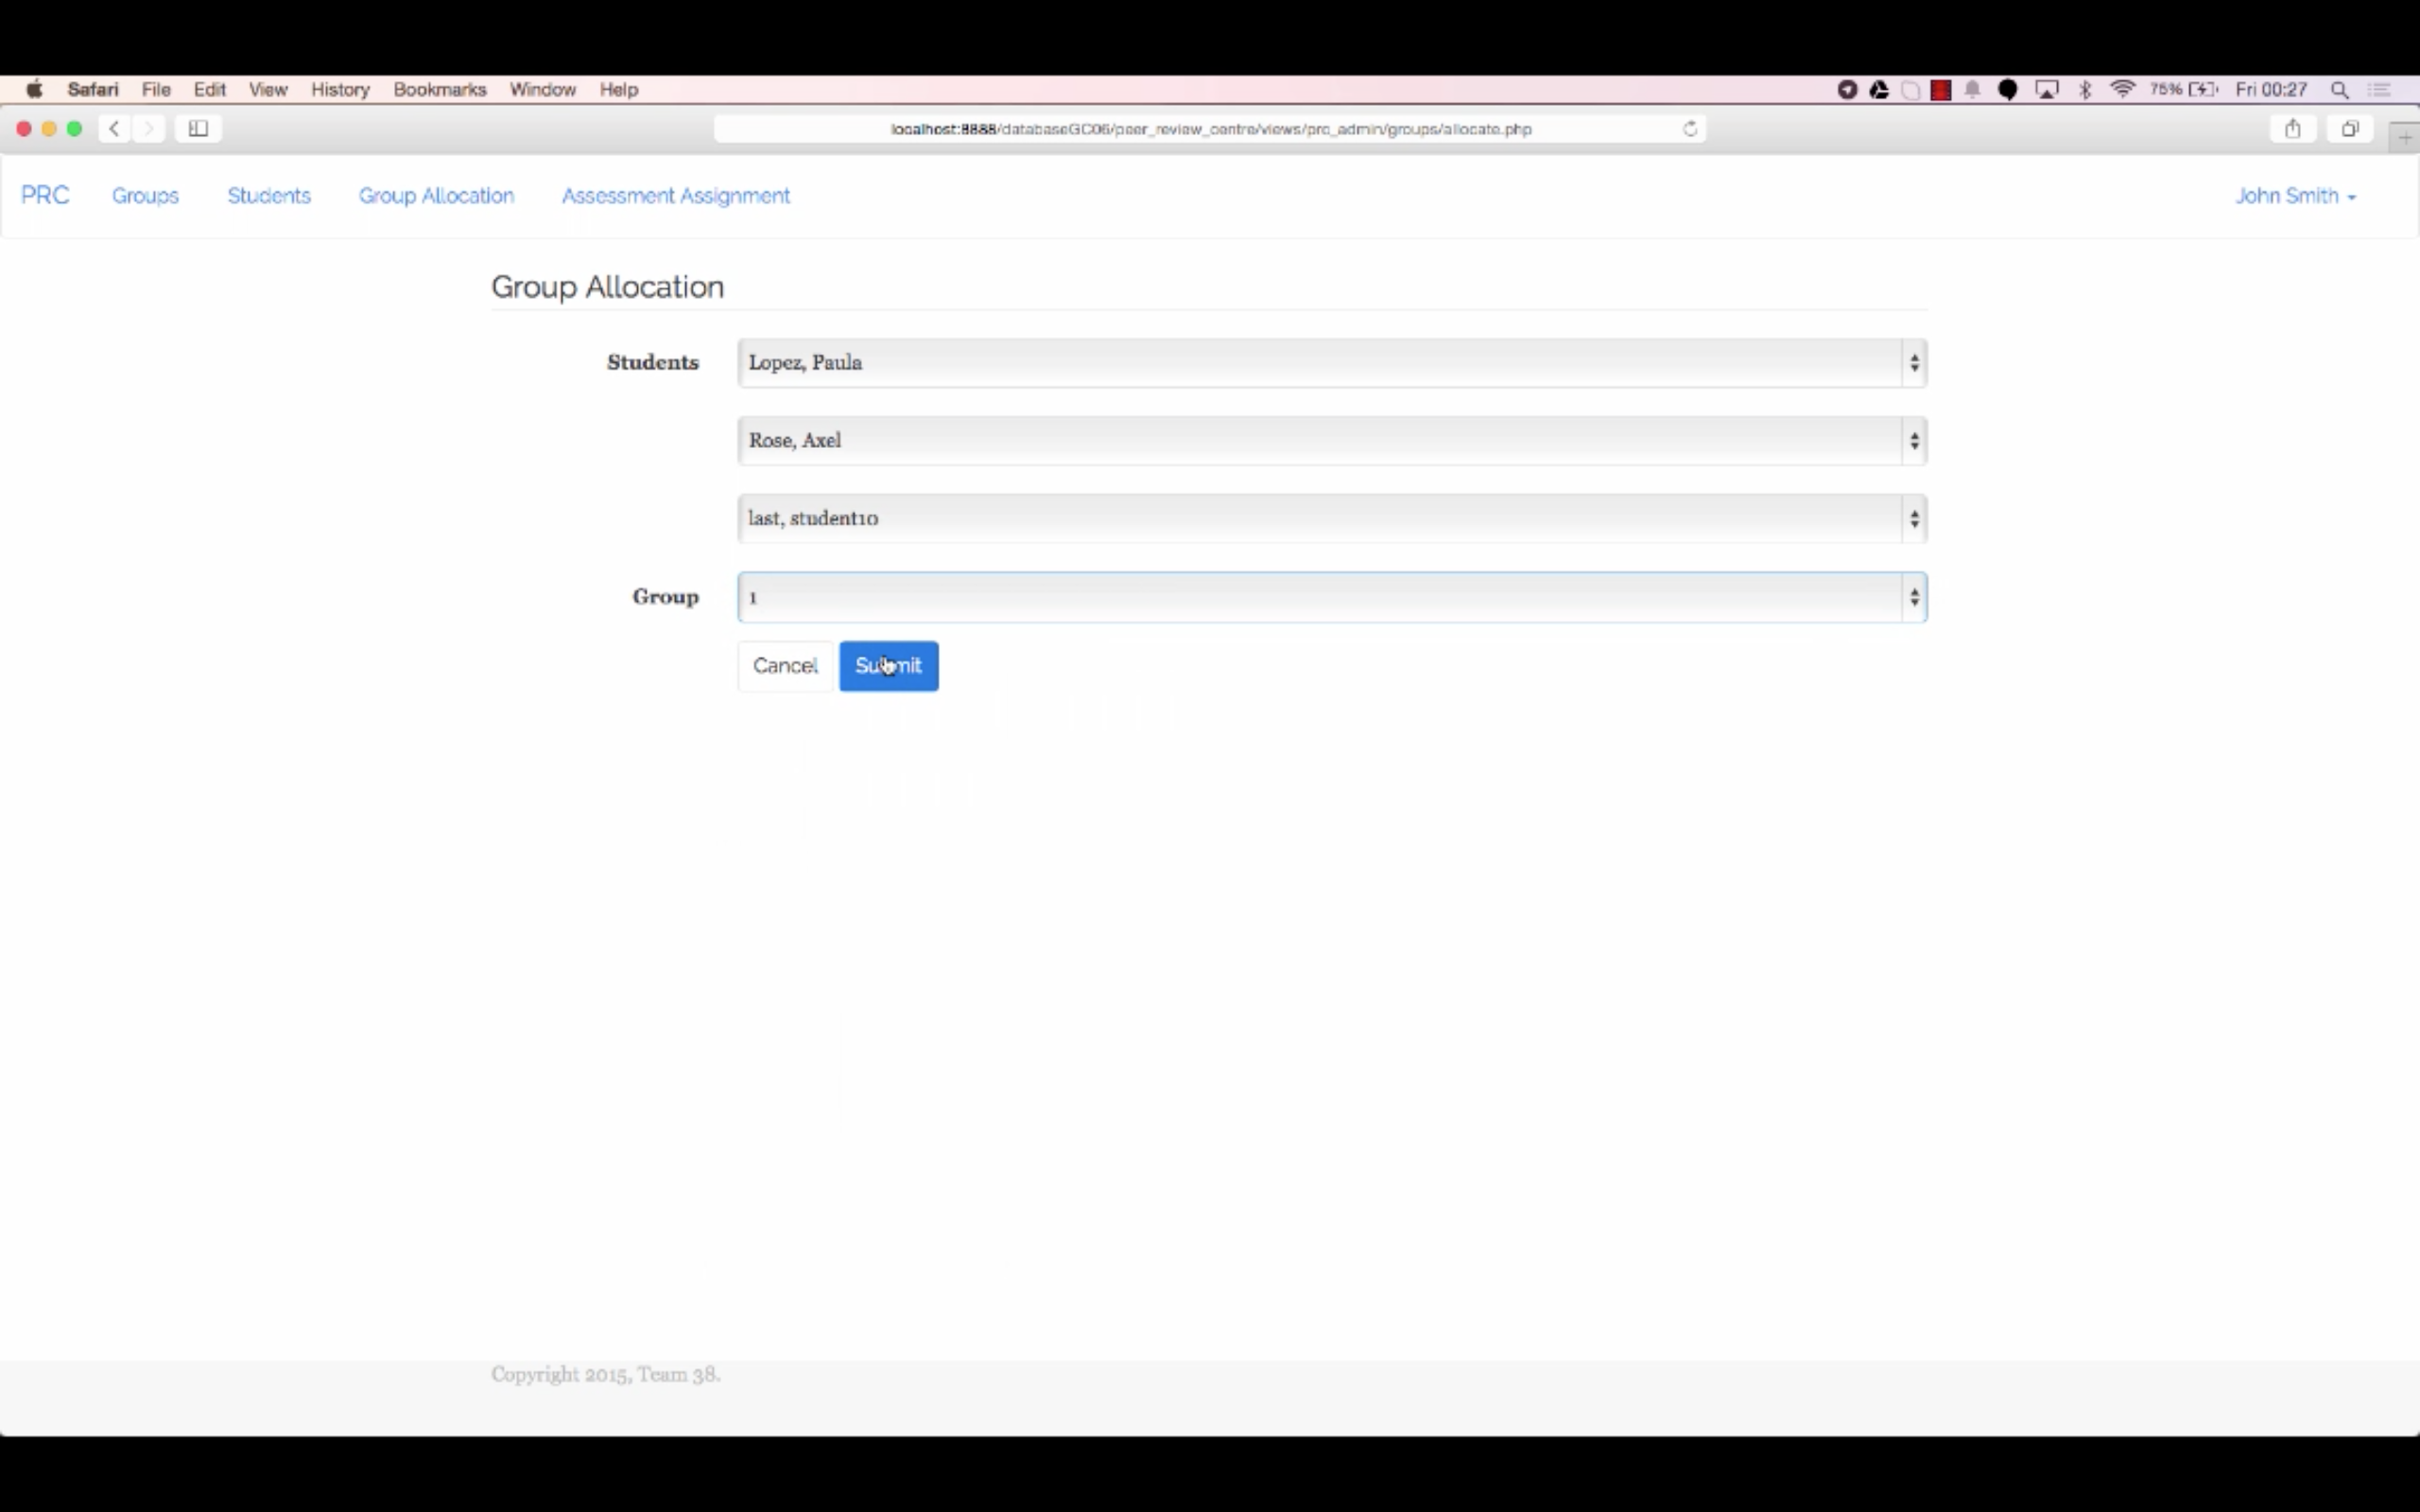 Safari File Edit View History Bookmarks Window Help 75% Fri 00:27
localhost:8888/databaseGC06/peer_review_centre/views/prc_admin/groups/allocate.php
PRC Groups Students Group Allocation Assessment Assignment John Smith
Group Allocation
Students Lopez, Paula
Rose, Axel
last, student10
Group 1
Cancel Submit
Copyright 2015, Team 38.